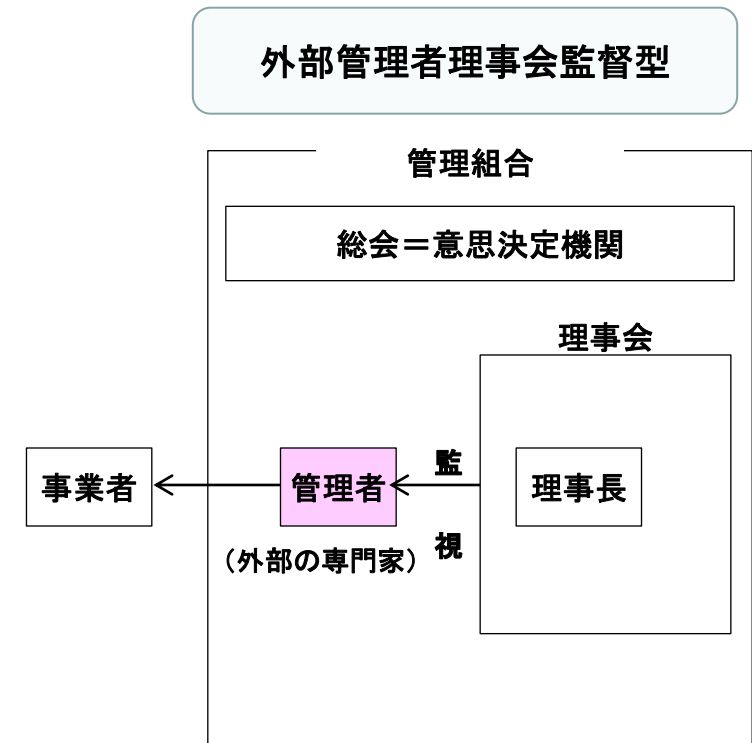 外部管理者理事会監督型
管理組合
総会＝意思決定機関
理事会
事業者
管理者
監
視
理事長
（外部の専門家）